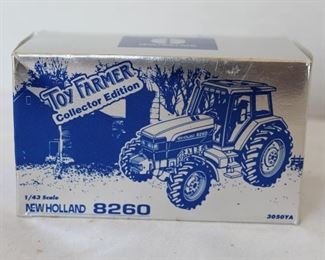 TOY FARMER
Collector Edition
1/43 Scale
NEW HOLLAND 8260
3050YA